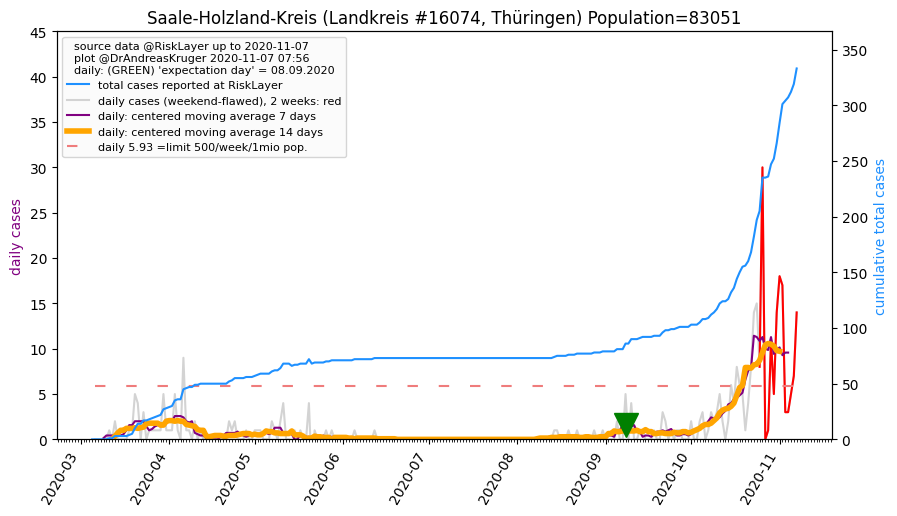 Saale-Holzland-Kreis (Landkreis #16074, Thüringen) Population=83051
source data @RiskLayer up to 2020-11-07
plot @DrAndreasKruger 2020-11-07 07:56
daily: (GREEN) 'expectation day' = 08.09.2020
total cases reported at RiskLayer
daily cases (weekend-flawed), 2 weeks: red
daily: centered moving average 7 days
daily: centered moving average 14 days
daily 5.93 =limit 500/week/1mio pop.
daily cases
45
40
35
30
25
20
15
10
5
0
350
300
250
200
150
100
50
0
cumulative total cases
2020-03
2020-04
2020-05
2020-06
2020-07
2020-08
2020-09
2020-10
2020-11